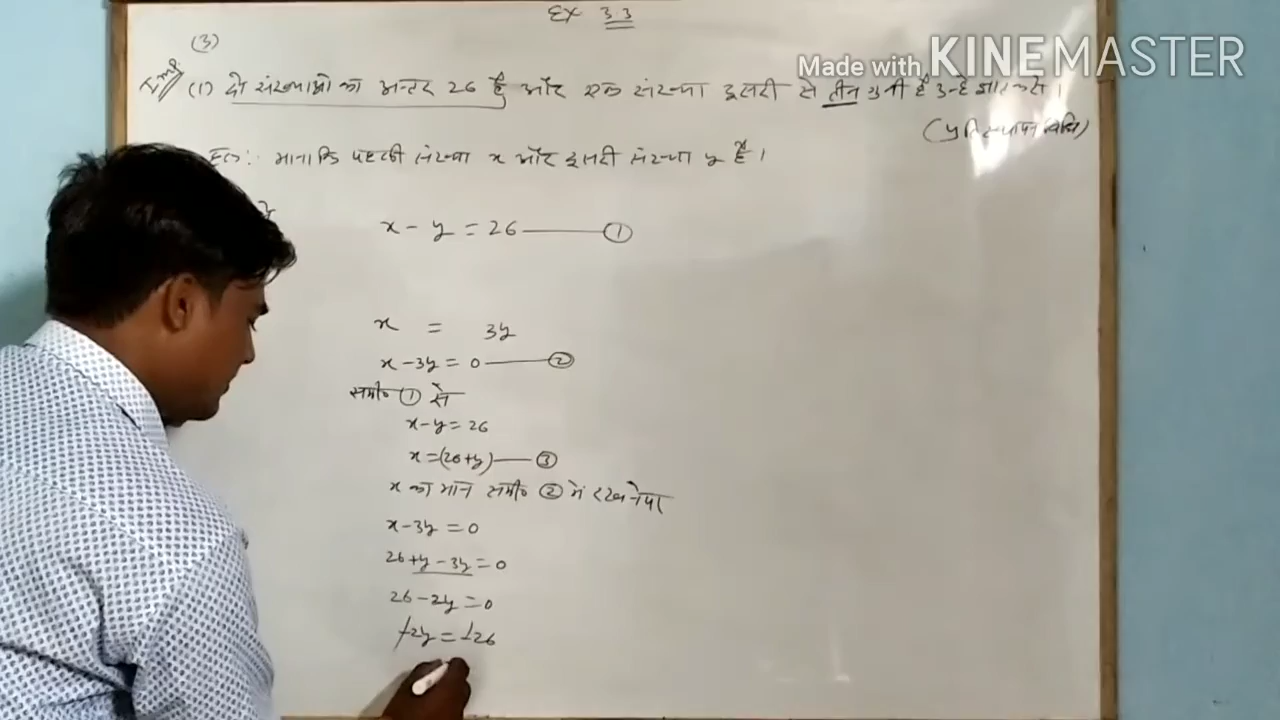 Ex 3.3
Made with KINEMASTER
(3)
Imp (1) दो संख्याओ का अन्तर 26 है और एक संख्या दूसरी से तीन गुनी है उन्हे ज्ञात करो।
(प्रतिस्थापन विधि)
हल:- माना कि पहली संख्या x और दूसरी संख्या y है।
x - y = 26 ——— ①
x = 3y
x - 3y = 0 ——— ②
समी० ① से
x - y = 26
x = (26 + y) —— ③
x का मान समी० ② में रखने पर
x - 3y = 0
26 + y - 3y = 0
26 - 2y = 0
-2y = -26